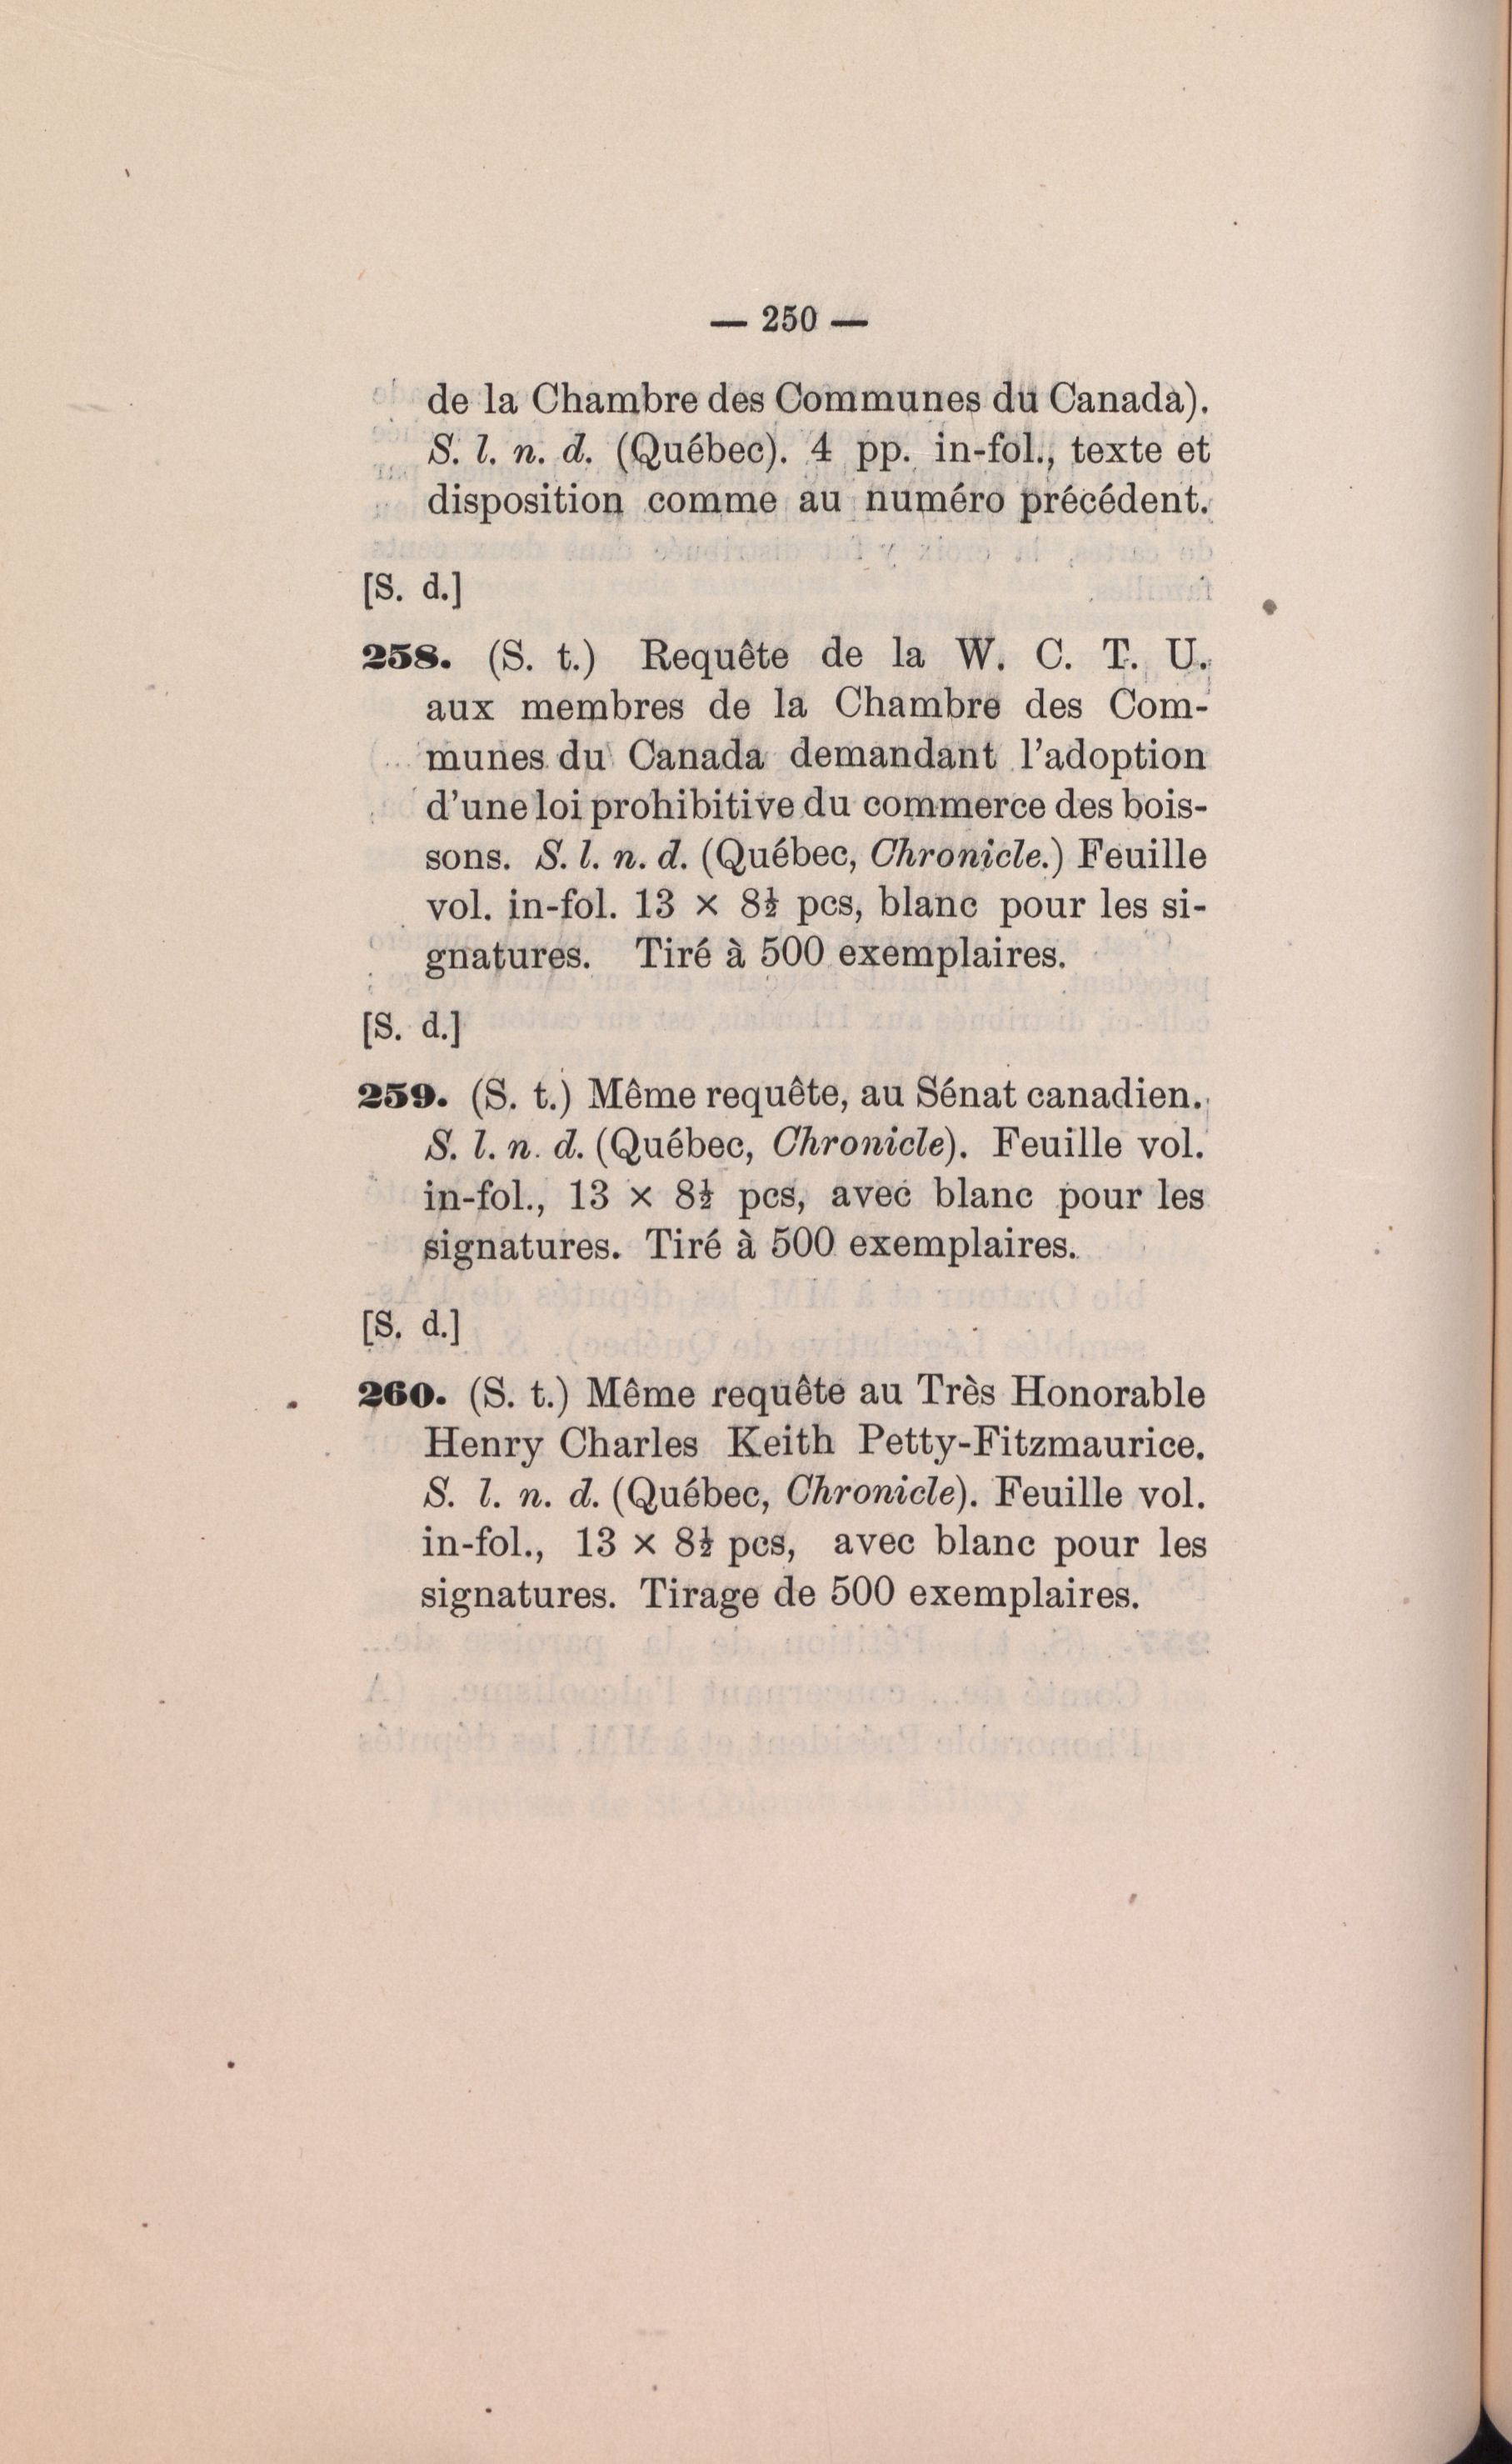 — 250 —
de la Chambre des Communes du Canada).
S. l. n. d. (Québec). 4 pp. in-fol., texte et
disposition comme au numéro précédent.
[S. d.]
258. (S. t.) Requête de la W. C. T. U.
aux membres de la Chambre des Com-
munes du Canada demandant l'adoption
d'une loi prohibitive du commerce des bois-
sons. S. l. n. d. (Québec, Chronicle.) Feuille
vol. in-fol. 13 × 8½ pcs, blanc pour les si-
gnatures. Tiré à 500 exemplaires.
[S. d.]
259. (S. t.) Même requête, au Sénat canadien.
S. l. n. d. (Québec, Chronicle). Feuille vol.
in-fol., 13 × 8½ pcs, avec blanc pour les
signatures. Tiré à 500 exemplaires.
[S. d.]
260. (S. t.) Même requête au Très Honorable
Henry Charles Keith Petty-Fitzmaurice.
S. l. n. d. (Québec, Chronicle). Feuille vol.
in-fol., 13 × 8½ pcs, avec blanc pour les
signatures. Tirage de 500 exemplaires.